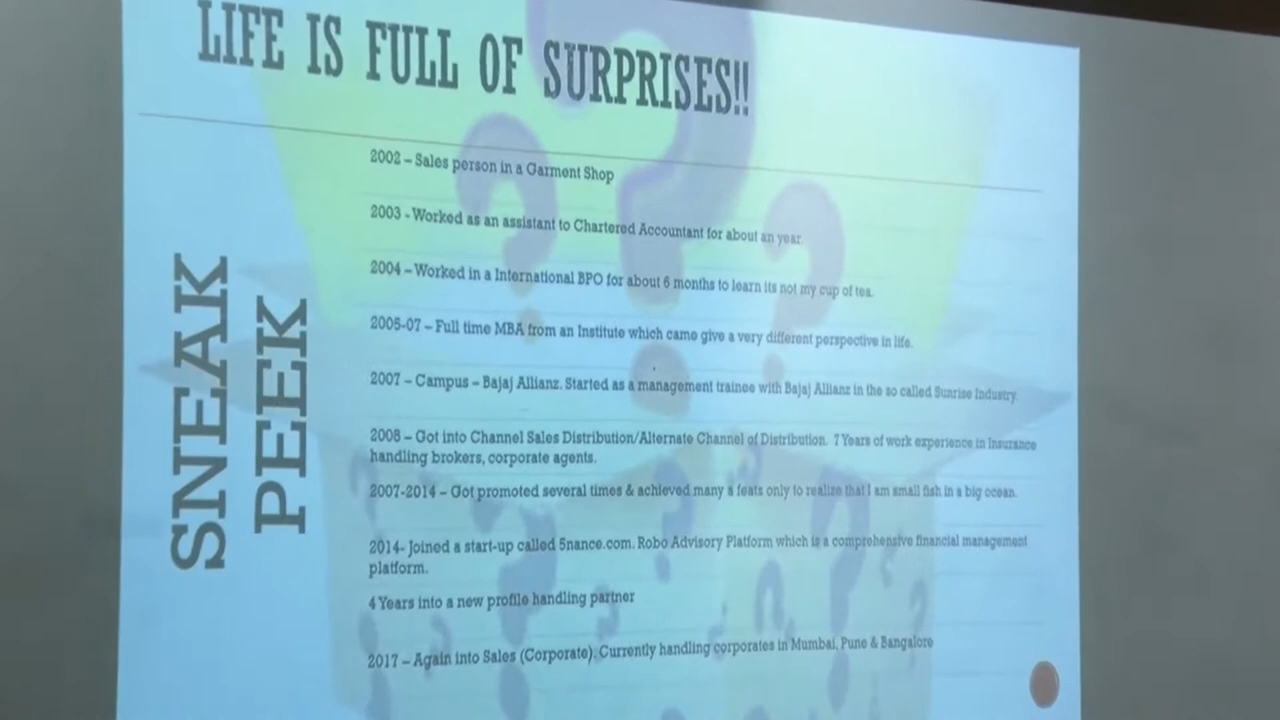 LIFE IS FULL OF SURPRISES!!
SNEAK
PEEK
2002 – Sales person in a Garment Shop
2003 - Worked as an assistant to Chartered Accountant for about an year.
2004 – Worked in a International BPO for about 6 months to learn its not my cup of tea.
2005-07 – Full time MBA from an Institute which came give a very different perspective in life.
2007 – Campus – Bajaj Allianz. Started as a management trainee with Bajaj Allianz in the so called Sunrise Industry.
2008 – Got into Channel Sales Distribution/Alternate Channel of Distribution. 7 Years of work experience in Insurance
handling brokers, corporate agents.
2007-2014 – Got promoted several times & achieved many a feats only to realize that I am small fish in a big ocean.
2014- Joined a start-up called 5nance.com. Robo Advisory Platform which is a comprehensive financial management
platform.
4 Years into a new profile handling partner
2017 – Again into Sales (Corporate). Currently handling corporates in Mumbai, Pune & Bangalore